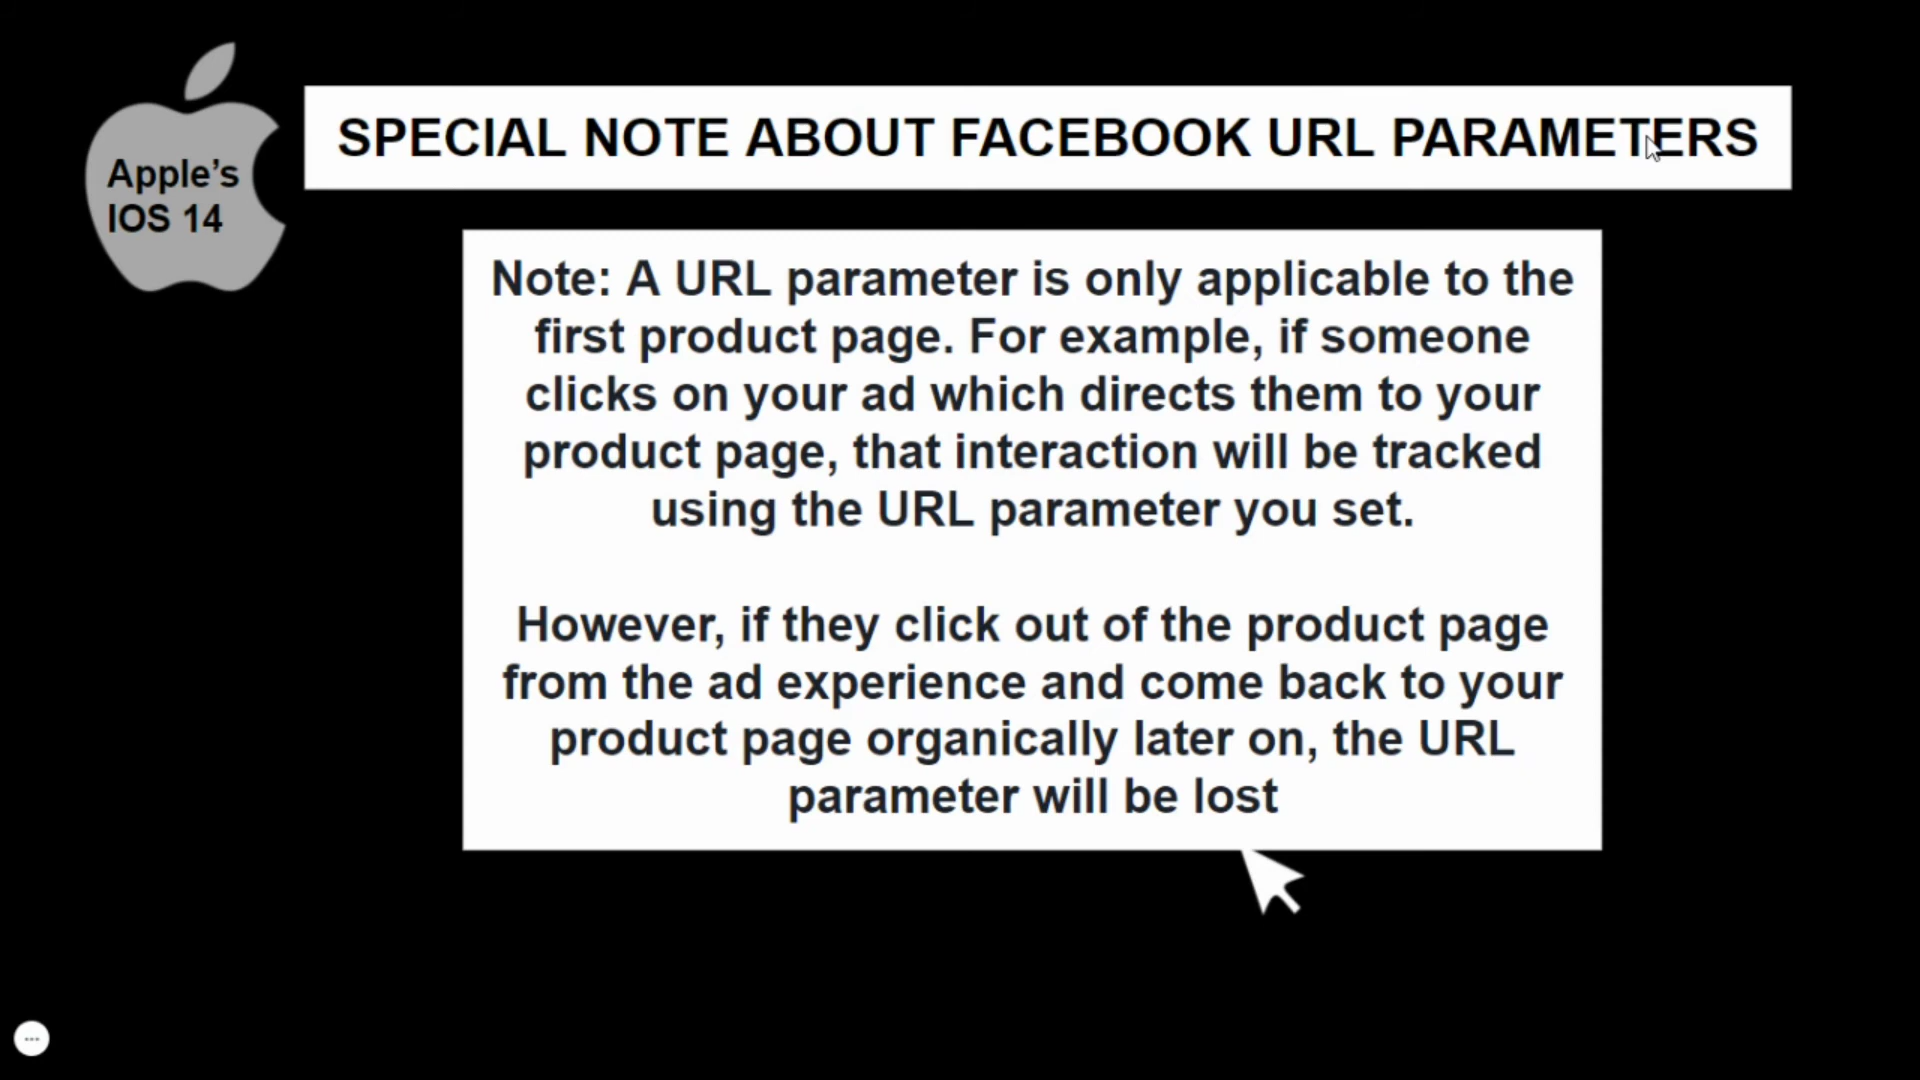 Apple’s
IOS 14
SPECIAL NOTE ABOUT FACEBOOK URL PARAMETERS
Note: A URL parameter is only applicable to the
first product page. For example, if someone
clicks on your ad which directs them to your
product page, that interaction will be tracked
using the URL parameter you set.
However, if they click out of the product page
from the ad experience and come back to your
product page organically later on, the URL
parameter will be lost